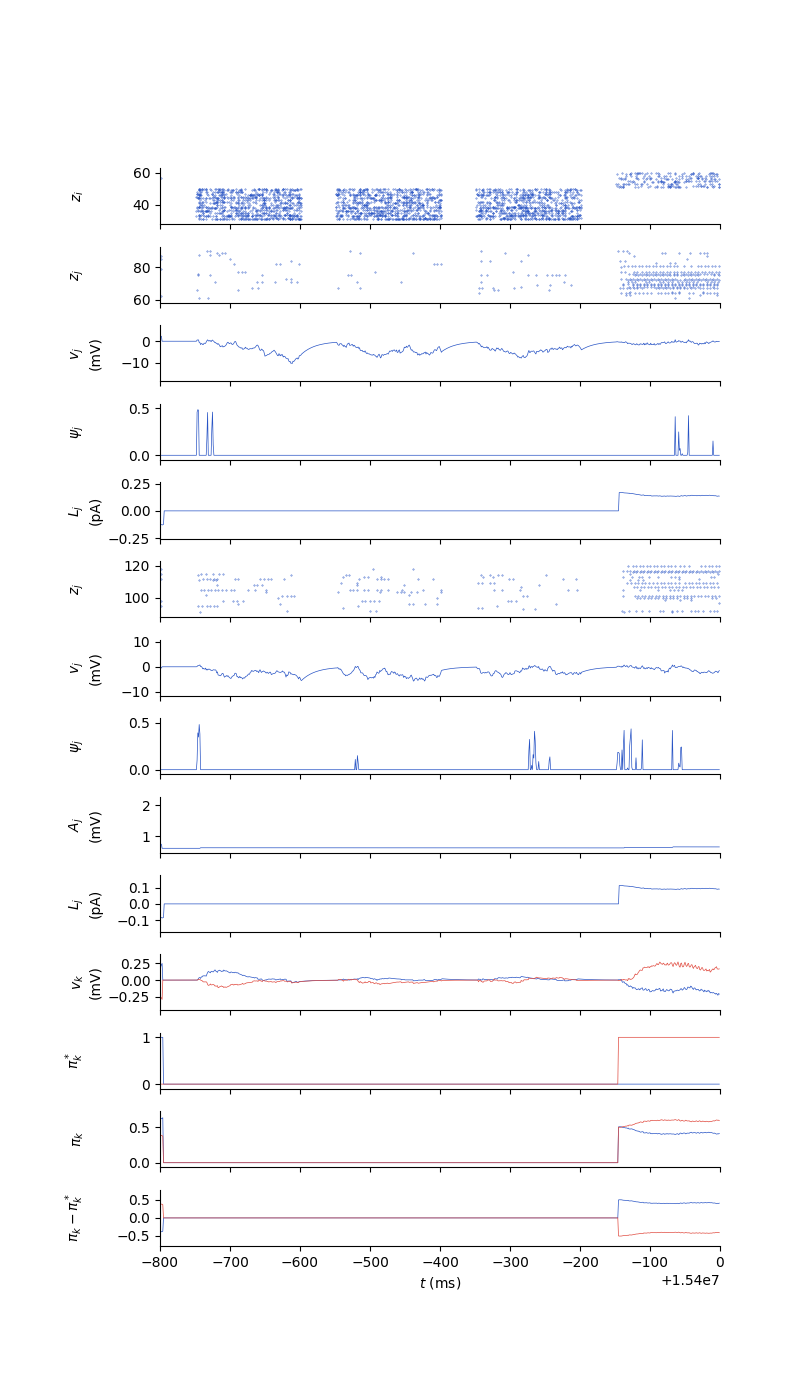 60
40
z_i
80
60
z_j
0
−10
v_j
(mV)
0.5
0.0
ψ_j
0.25
0.00
−0.25
L_j
(pA)
120
100
z_j
10
0
−10
v_j
(mV)
0.5
0.0
ψ_j
2
1
A_j
(mV)
0.1
0.0
−0.1
L_j
(pA)
0.25
0.00
−0.25
v_k
(mV)
1
0
π_k^*
0.5
0.0
π_k
0.5
0.0
−0.5
π_k − π_k^*
−800 −700 −600 −500 −400 −300 −200 −100 0
t (ms)
+1.54e7